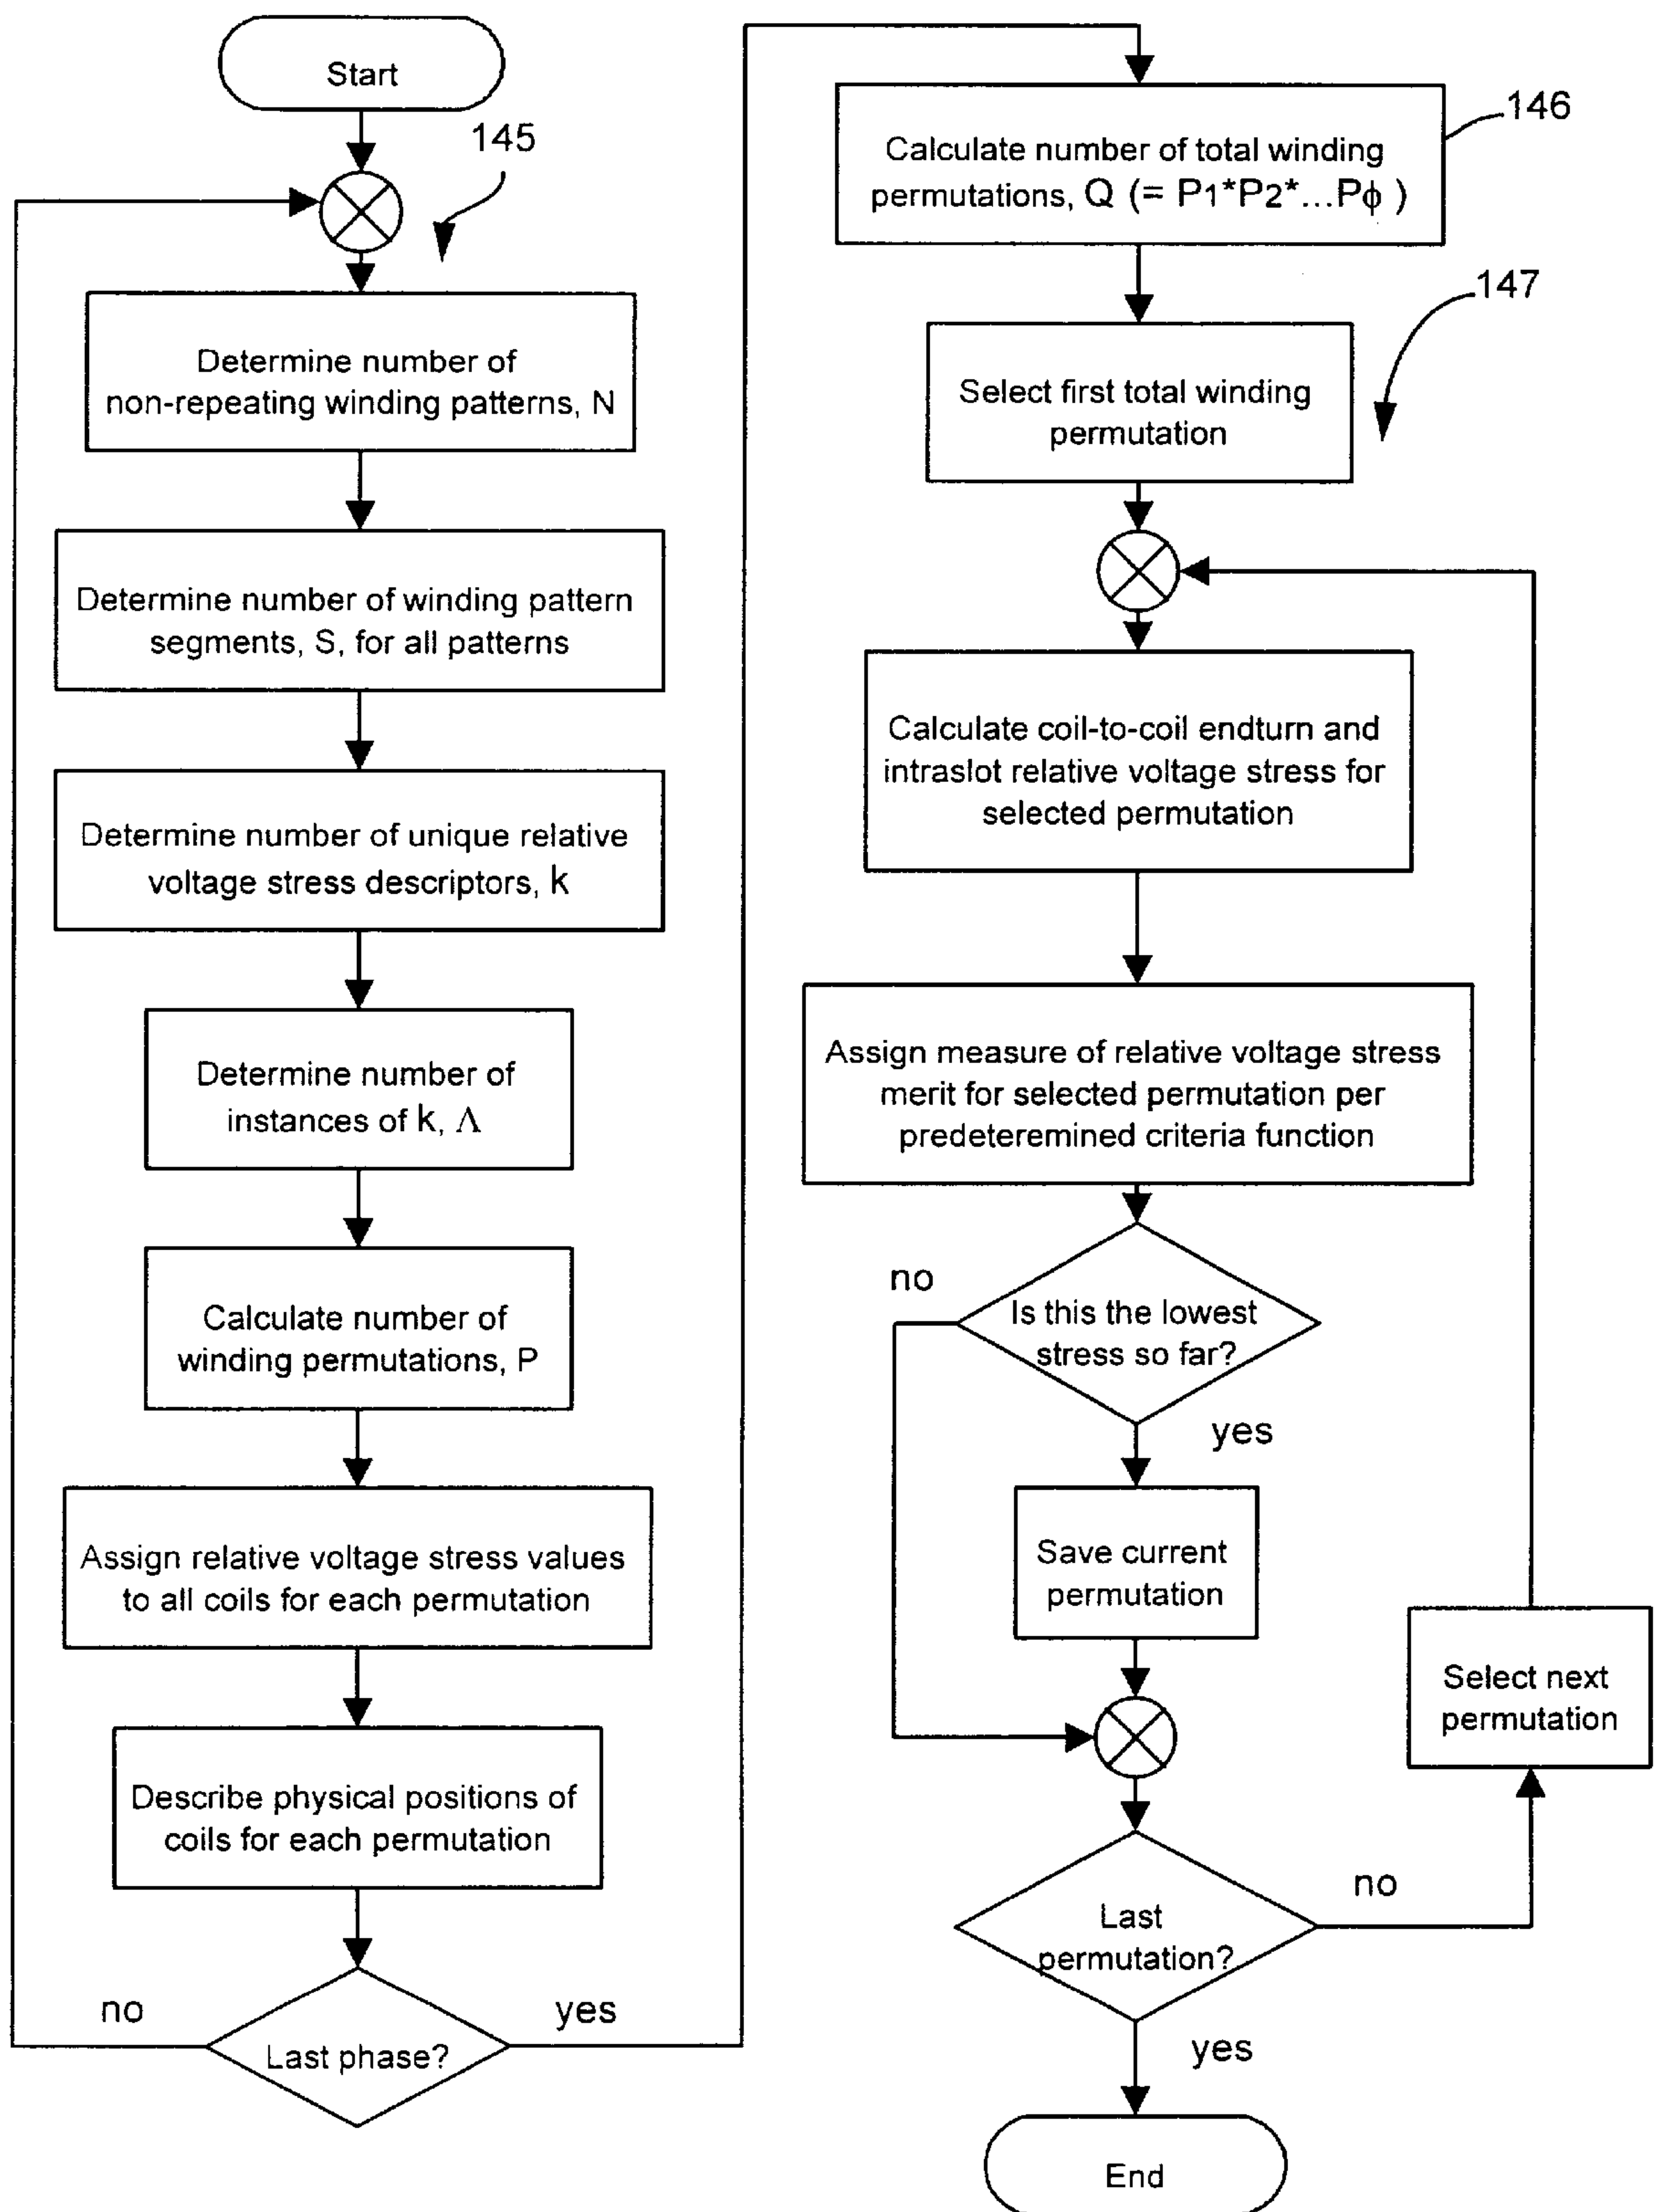 Start
145
Determine number of
non-repeating winding patterns, N
Determine number of winding pattern
segments, S, for all patterns
Determine number of unique relative
voltage stress descriptors, k
Determine number of
instances of k, Λ
Calculate number of
winding permutations, P
Assign relative voltage stress values
to all coils for each permutation
Describe physical positions of
coils for each permutation
no
yes
Last phase?
146
Calculate number of total winding
permutations, Q (= P1*P2*...Pϕ )
147
Select first total winding
permutation
Calculate coil-to-coil endturn and
intraslot relative voltage stress for
selected permutation
Assign measure of relative voltage stress
merit for selected permutation per
predeteremined criteria function
no
Is this the lowest
stress so far?
yes
Save current
permutation
Select next
permutation
no
Last
permutation?
yes
End